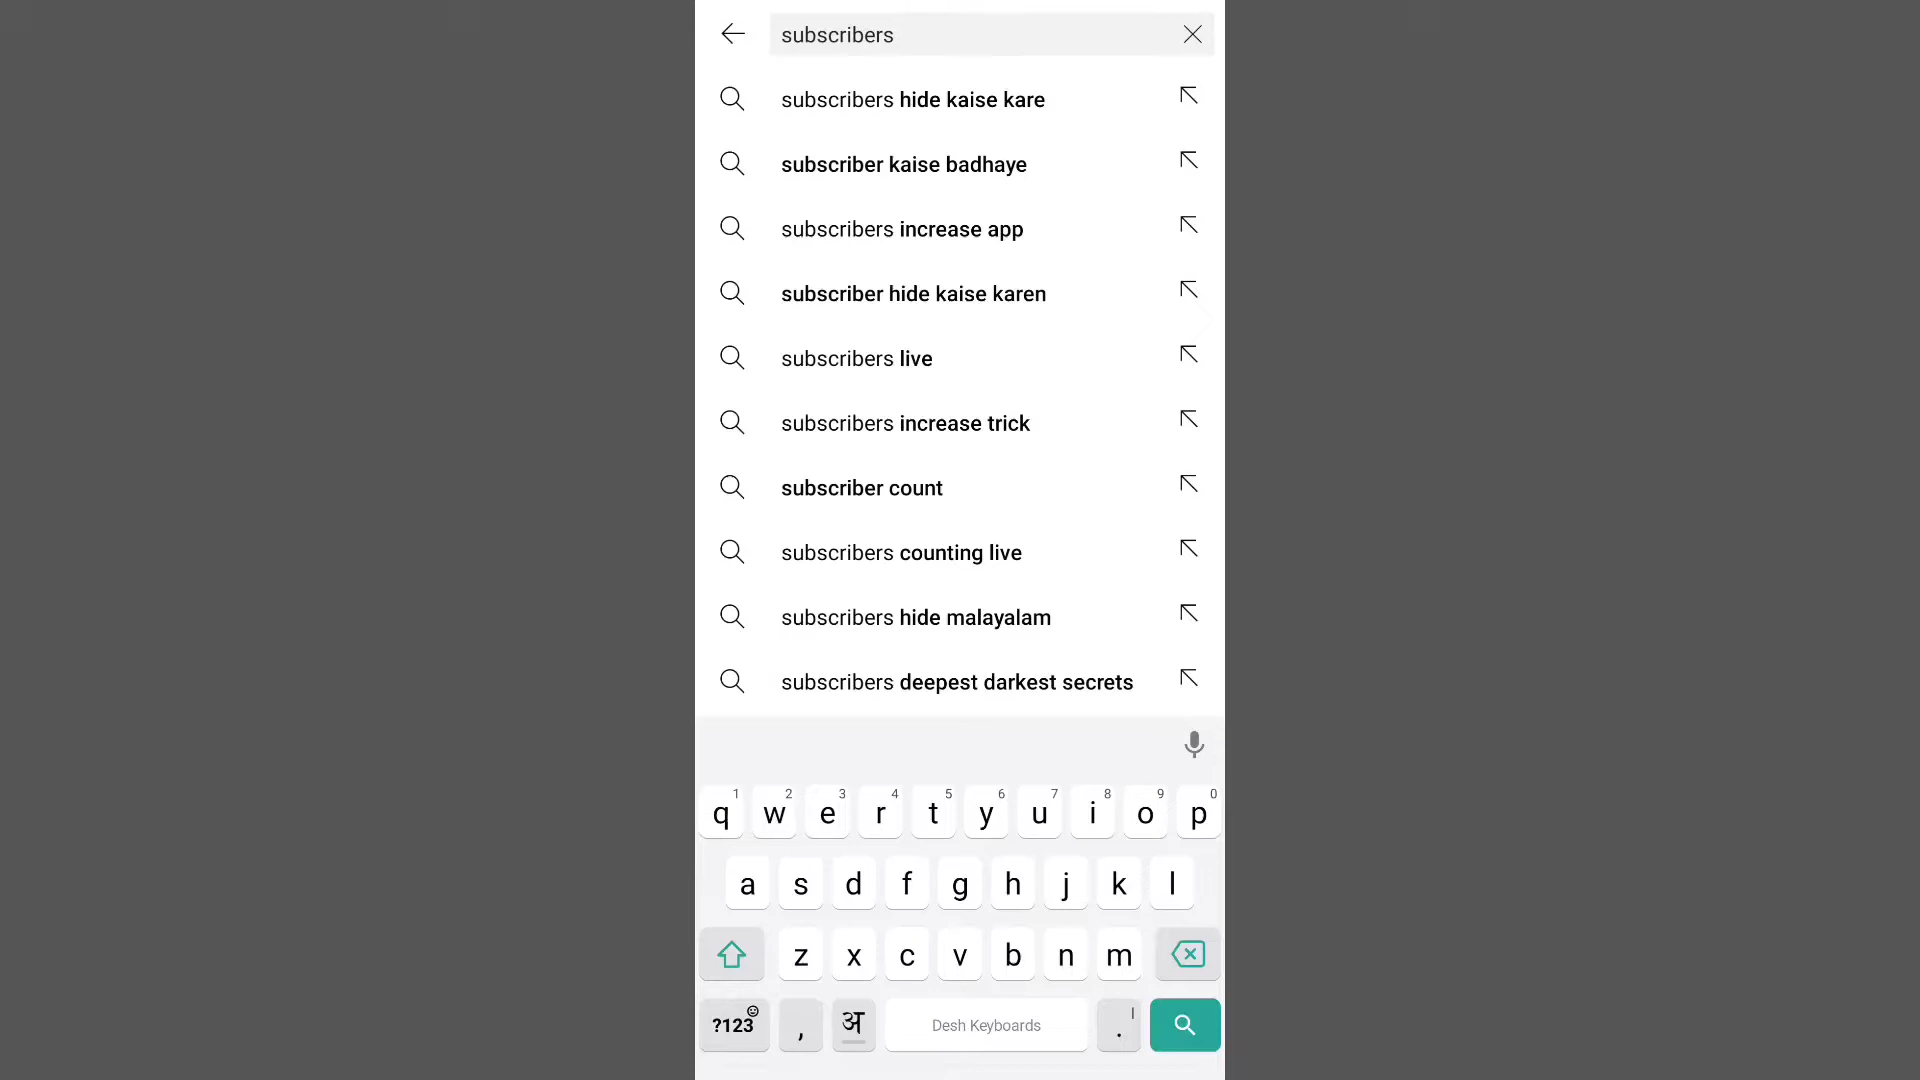 subscribers
subscribers hide kaise kare
subscriber kaise badhaye
subscribers increase app
subscriber hide kaise karen
subscribers live
subscribers increase trick
subscriber count
subscribers counting live
subscribers hide malayalam
subscribers deepest darkest secrets
1 2 3 4 5 6 7 8 9 0
q w e r t y u i o p
a s d f g h j k l
z x c v b n m
?123 , अ Desh Keyboards . |